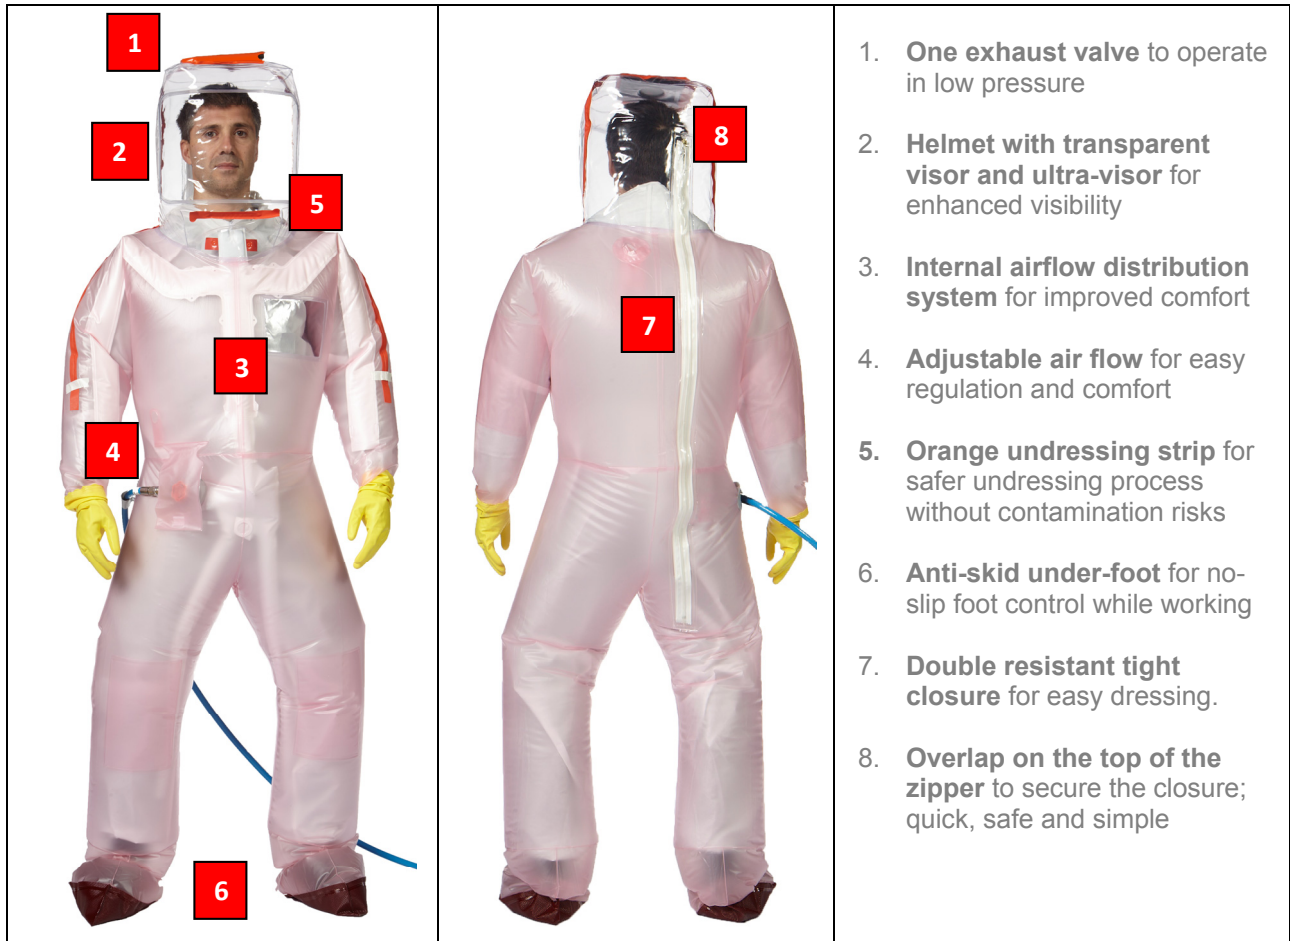 1
2
5
3
4
6
8
7
1. One exhaust valve to operate
in low pressure
2. Helmet with transparent
visor and ultra-visor for
enhanced visibility
3. Internal airflow distribution
system for improved comfort
4. Adjustable air flow for easy
regulation and comfort
5. Orange undressing strip for
safer undressing process
without contamination risks
6. Anti-skid under-foot for no-
slip foot control while working
7. Double resistant tight
closure for easy dressing.
8. Overlap on the top of the
zipper to secure the closure;
quick, safe and simple